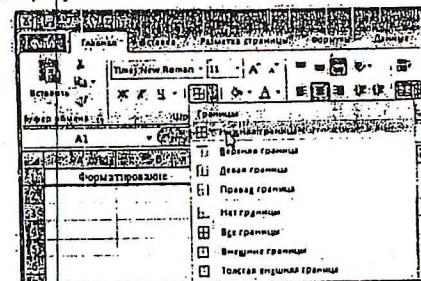 Главная Вставка Разметка страницы Формулы Данные
Times New Roman 11 A A
Вставить Ж К Ч
Буфер обмена
Границы
A1
Нижняя граница
Верхняя граница
Форматирование
Левая граница
Правая граница
Нет границы
Все границы
Внешние границы
Толстая внешняя граница